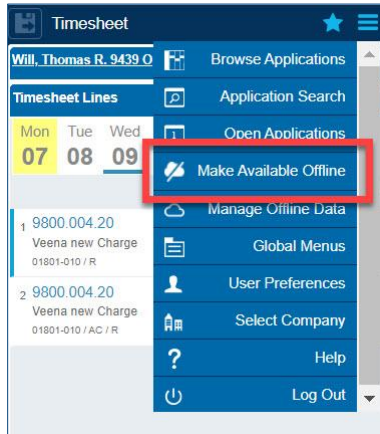 Timesheet
Will, Thomas R. 9439 O
Timesheet Lines
Mon Tue Wed
07 08 09
1 9800.004.20
Veena new Charge
01801-010 / R
2 9800.004.20
Veena new Charge
01801-010 / AC / R
Browse Applications
Application Search
1 Open Applications
Make Available Offline
Manage Offline Data
Global Menus
User Preferences
Select Company
? Help
Log Out